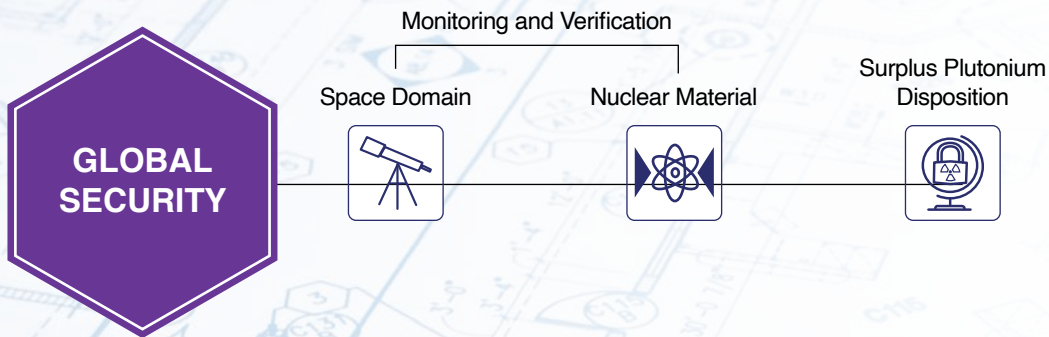 Monitoring and Verification
Space Domain
Nuclear Material
Surplus Plutonium
Disposition
GLOBAL
SECURITY